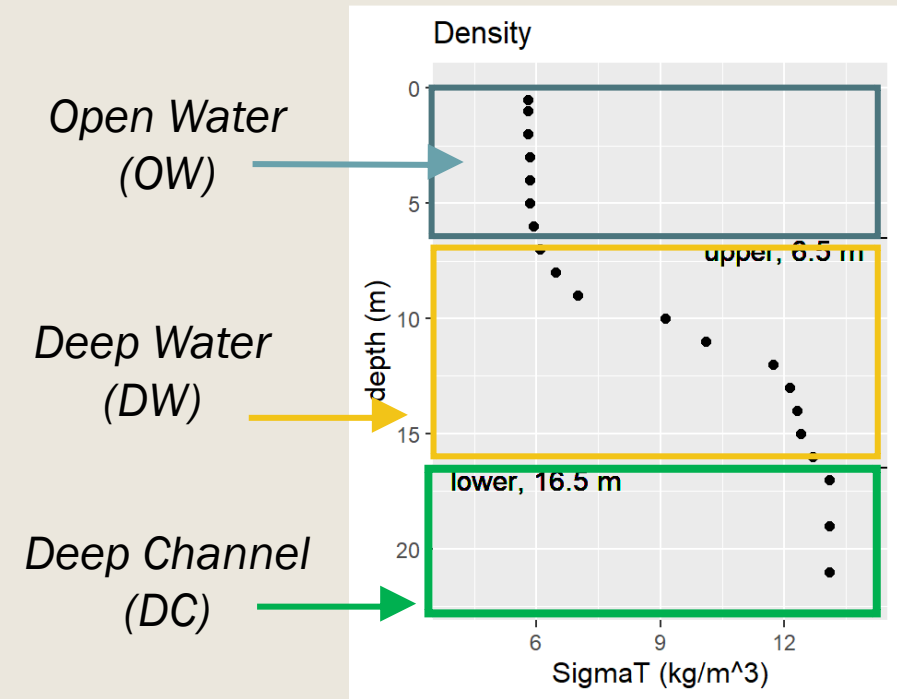 Density
Open Water
(OW)
Deep Water
(DW)
Deep Channel
(DC)
depth (m)
0
5
10
15
20
upper, 6.5 m
lower, 16.5 m
6
9
12
SigmaT (kg/m^3)